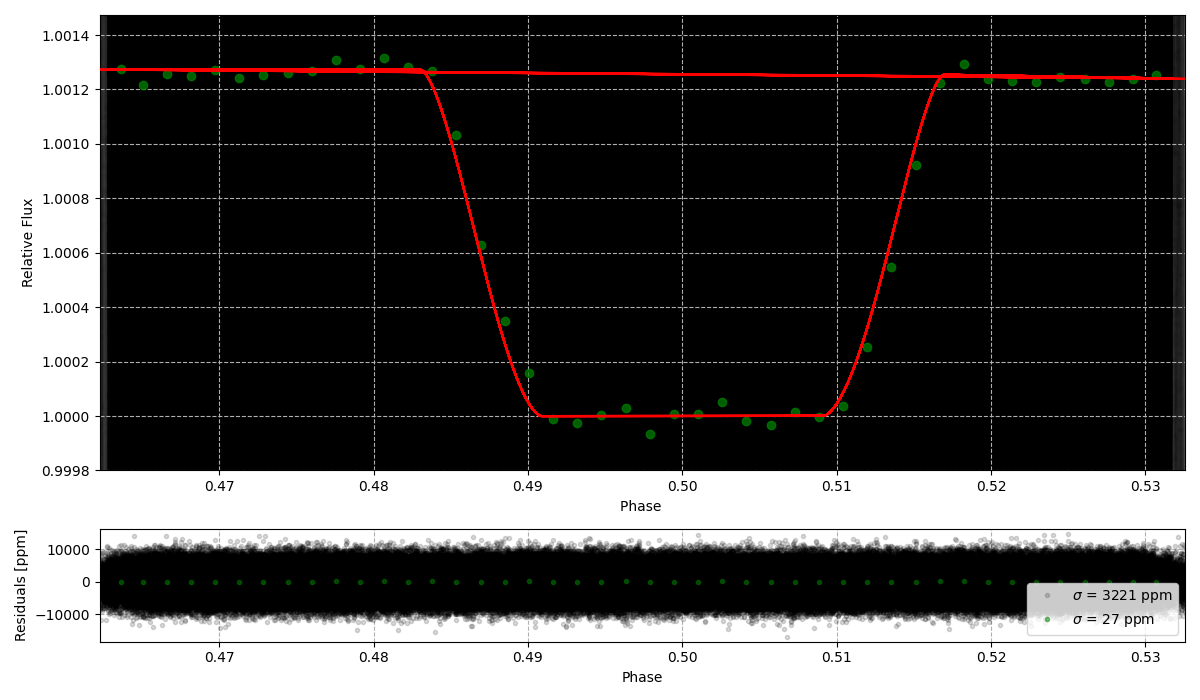 1.0014
1.0012
1.0010
1.0008
1.0006
1.0004
1.0002
1.0000
0.9998
Relative Flux
0.47 0.48 0.49 0.50 0.51 0.52 0.53
Phase
10000
0
−10000
Residuals [ppm]
σ = 3221 ppm
σ = 27 ppm
0.47 0.48 0.49 0.50 0.51 0.52 0.53
Phase